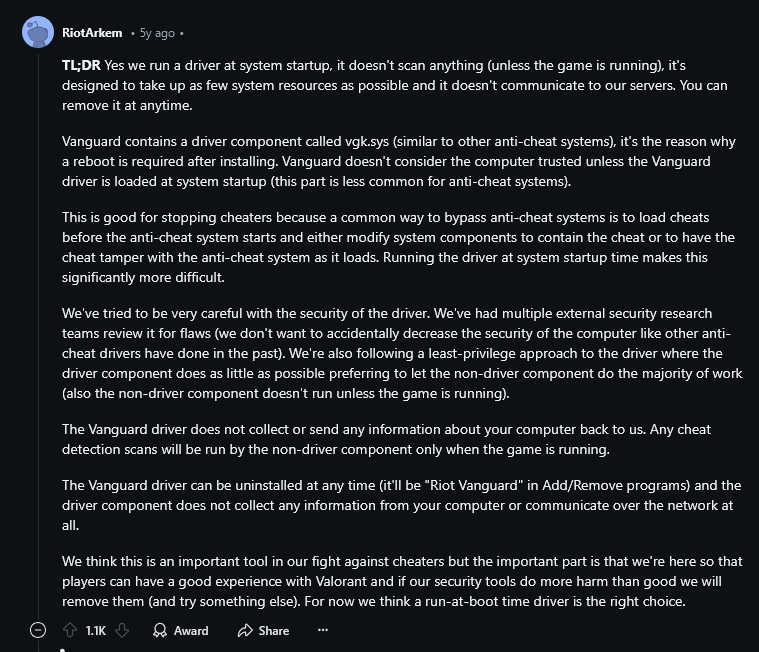 RiotArkem • 5y ago •
TL;DR Yes we run a driver at system startup, it doesn't scan anything (unless the game is running), it's
designed to take up as few system resources as possible and it doesn't communicate to our servers. You can
remove it at anytime.
Vanguard contains a driver component called vgk.sys (similar to other anti-cheat systems), it's the reason why
a reboot is required after installing. Vanguard doesn't consider the computer trusted unless the Vanguard
driver is loaded at system startup (this part is less common for anti-cheat systems).
This is good for stopping cheaters because a common way to bypass anti-cheat systems is to load cheats
before the anti-cheat system starts and either modify system components to contain the cheat or to have the
cheat tamper with the anti-cheat system as it loads. Running the driver at system startup time makes this
significantly more difficult.
We've tried to be very careful with the security of the driver. We've had multiple external security research
teams review it for flaws (we don't want to accidentally decrease the security of the computer like other anti-
cheat drivers have done in the past). We're also following a least-privilege approach to the driver where the
driver component does as little as possible preferring to let the non-driver component do the majority of work
(also the non-driver component doesn't run unless the game is running).
The Vanguard driver does not collect or send any information about your computer back to us. Any cheat
detection scans will be run by the non-driver component only when the game is running.
The Vanguard driver can be uninstalled at any time (it'll be "Riot Vanguard" in Add/Remove programs) and the
driver component does not collect any information from your computer or communicate over the network at
all.
We think this is an important tool in our fight against cheaters but the important part is that we're here so that
players can have a good experience with Valorant and if our security tools do more harm than good we will
remove them (and try something else). For now we think a run-at-boot time driver is the right choice.
1.1K Award Share ···